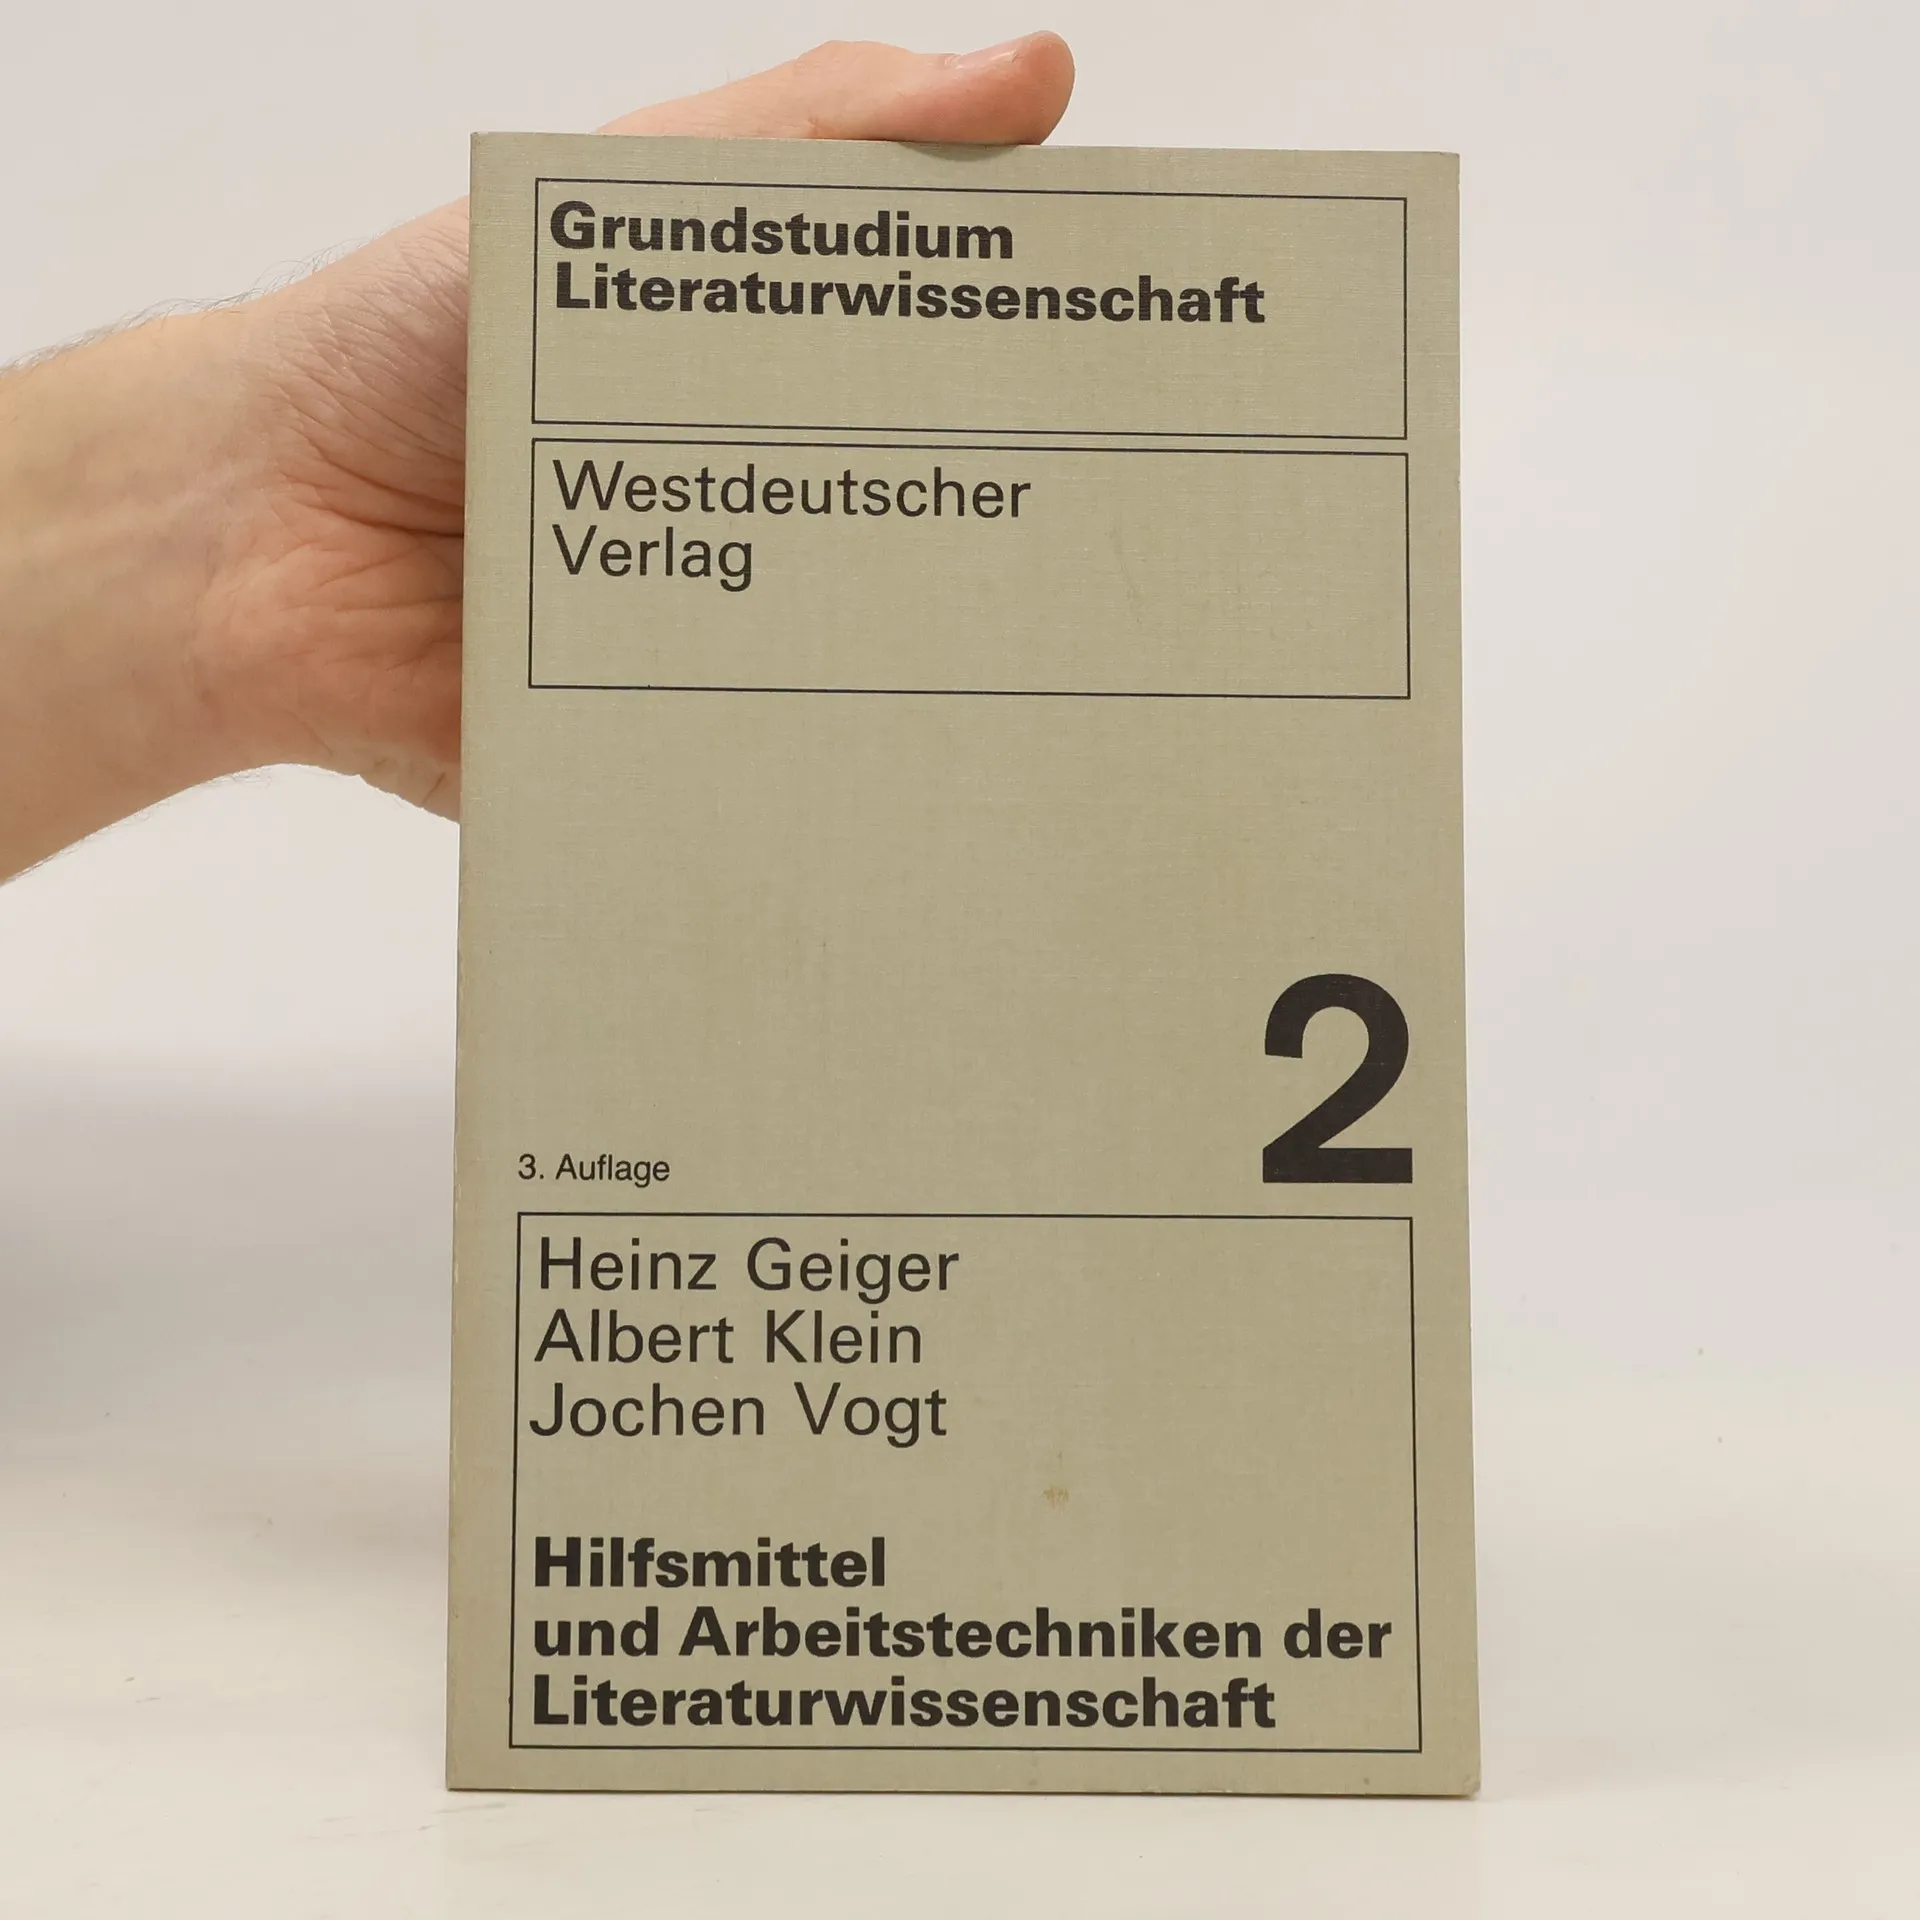 Grundstudium
Literaturwissenschaft
Westdeutscher
Verlag
2
3. Auflage
Heinz Geiger
Albert Klein
Jochen Vogt
Hilfsmittel
und Arbeitstechniken der
Literaturwissenschaft